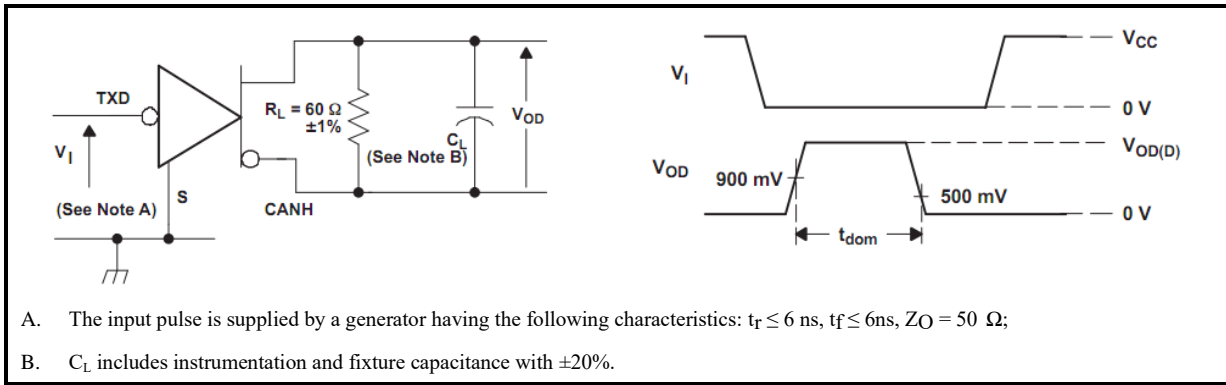 TXD
VI
(See Note A)
S
RL = 60 Ω
±1%
CANH
CL
(See Note B)
VOD
VI
VCC
0 V
VOD
900 mV
500 mV
VOD(D)
0 V
tdom
A. The input pulse is supplied by a generator having the following characteristics: tr ≤ 6 ns, tf ≤ 6ns, ZO = 50 Ω;
B. CL includes instrumentation and fixture capacitance with ±20%.